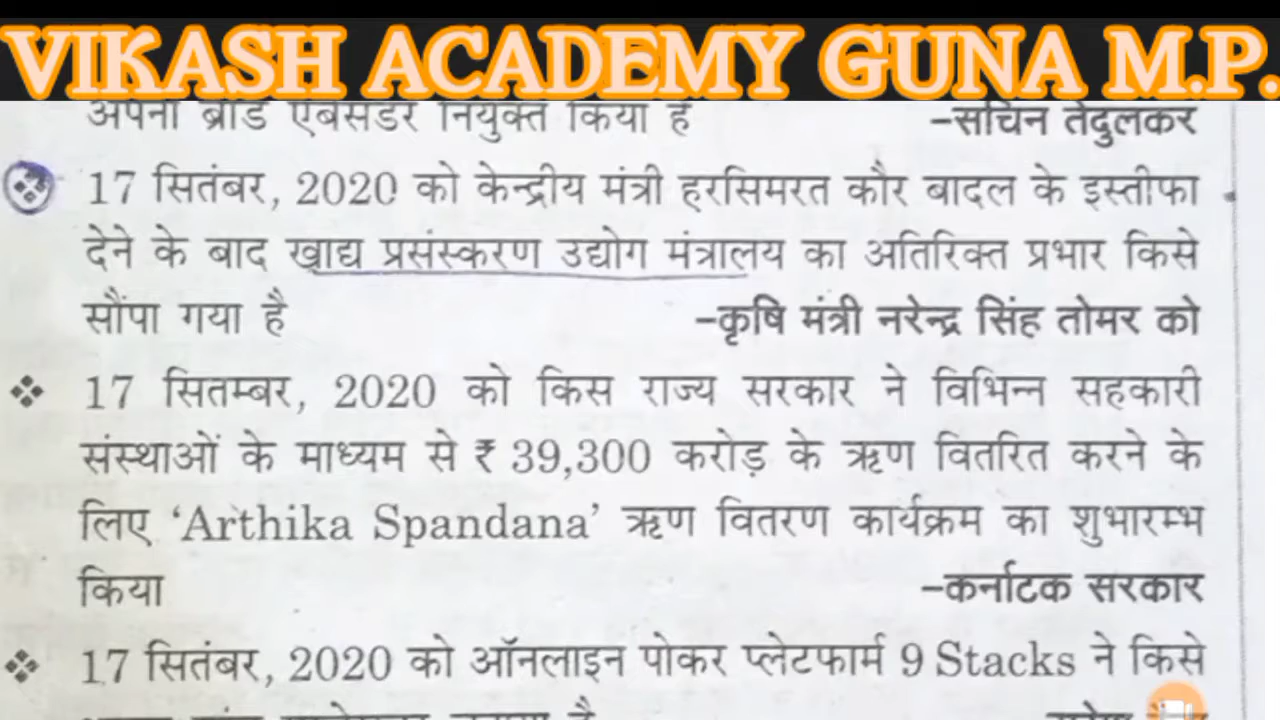 VIKASH ACADEMY GUNA M.P.
अपना ब्रांड एंबेसडर नियुक्त किया है –सचिन तेंदुलकर
❖ 17 सितंबर, 2020 को केन्द्रीय मंत्री हरसिमरत कौर बादल के इस्तीफा
देने के बाद खाद्य प्रसंस्करण उद्योग मंत्रालय का अतिरिक्त प्रभार किसे
सौंपा गया है –कृषि मंत्री नरेन्द्र सिंह तोमर को
❖ 17 सितम्बर, 2020 को किस राज्य सरकार ने विभिन्न सहकारी
संस्थाओं के माध्यम से ₹ 39,300 करोड़ के ऋण वितरित करने के
लिए ‘Arthika Spandana’ ऋण वितरण कार्यक्रम का शुभारम्भ
किया –कर्नाटक सरकार
❖ 17 सितंबर, 2020 को ऑनलाइन पोकर प्लेटफार्म 9 Stacks ने किसे